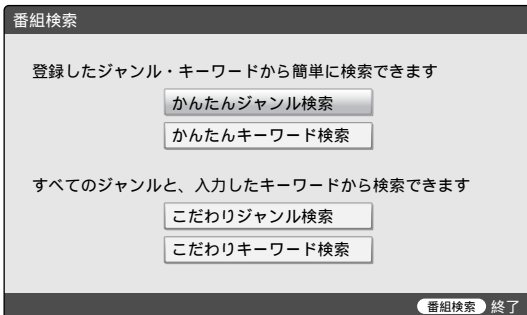 番組検索
登録したジャンル・キーワードから簡単に検索できます
かんたんジャンル検索
かんたんキーワード検索
すべてのジャンルと、入力したキーワードから検索できます
こだわりジャンル検索
こだわりキーワード検索
番組検索 終了